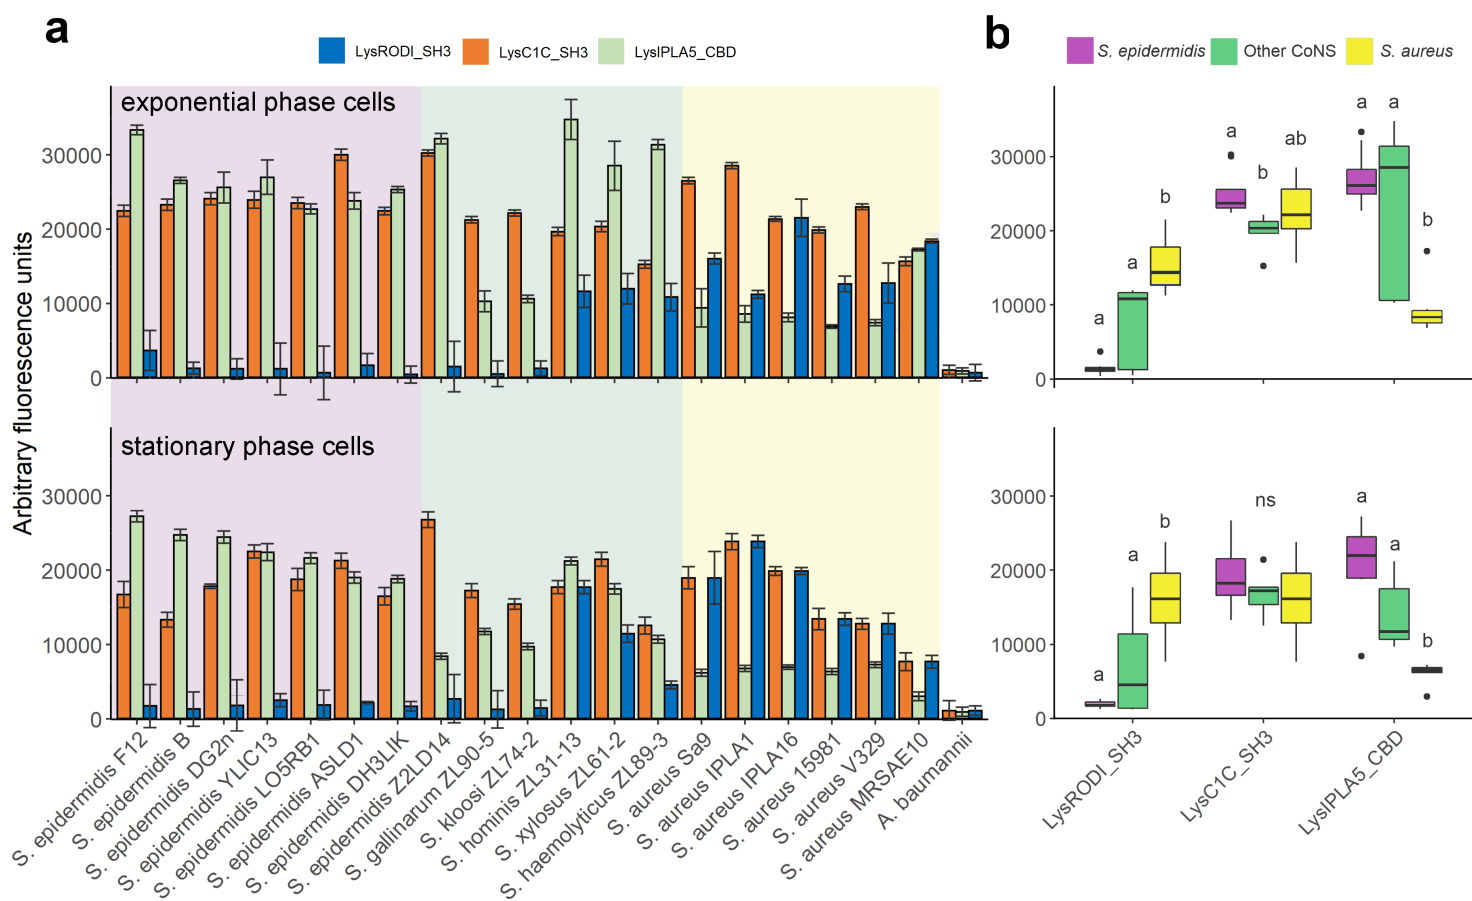 a
LysRODI_SH3 LysC1C_SH3 LysIPLA5_CBD
exponential phase cells
30000
20000
10000
0
stationary phase cells
30000
20000
10000
0
Arbitrary fluorescence units
S. epidermidis F12
S. epidermidis B
S. epidermidis DG2n
S. epidermidis YLIC13
S. epidermidis LO5RB1
S. epidermidis ASLD1
S. epidermidis DH3LIK
S. epidermidis Z2LD14
S. gallinarum ZL90-5
S. kloosi ZL74-2
S. hominis ZL31-13
S. xylosus ZL61-2
S. haemolyticus ZL89-3
S. aureus Sa9
S. aureus IPLA1
S. aureus IPLA16
S. aureus 15981
S. aureus V329
S. aureus MRSAE10
A. baumannii
b
S. epidermidis Other CoNS S. aureus
30000
20000
10000
0
a a b
a b ab
a a b
30000
20000
10000
0
a a b
ns
a a b
LysRODI_SH3
LysC1C_SH3
LysIPLA5_CBD